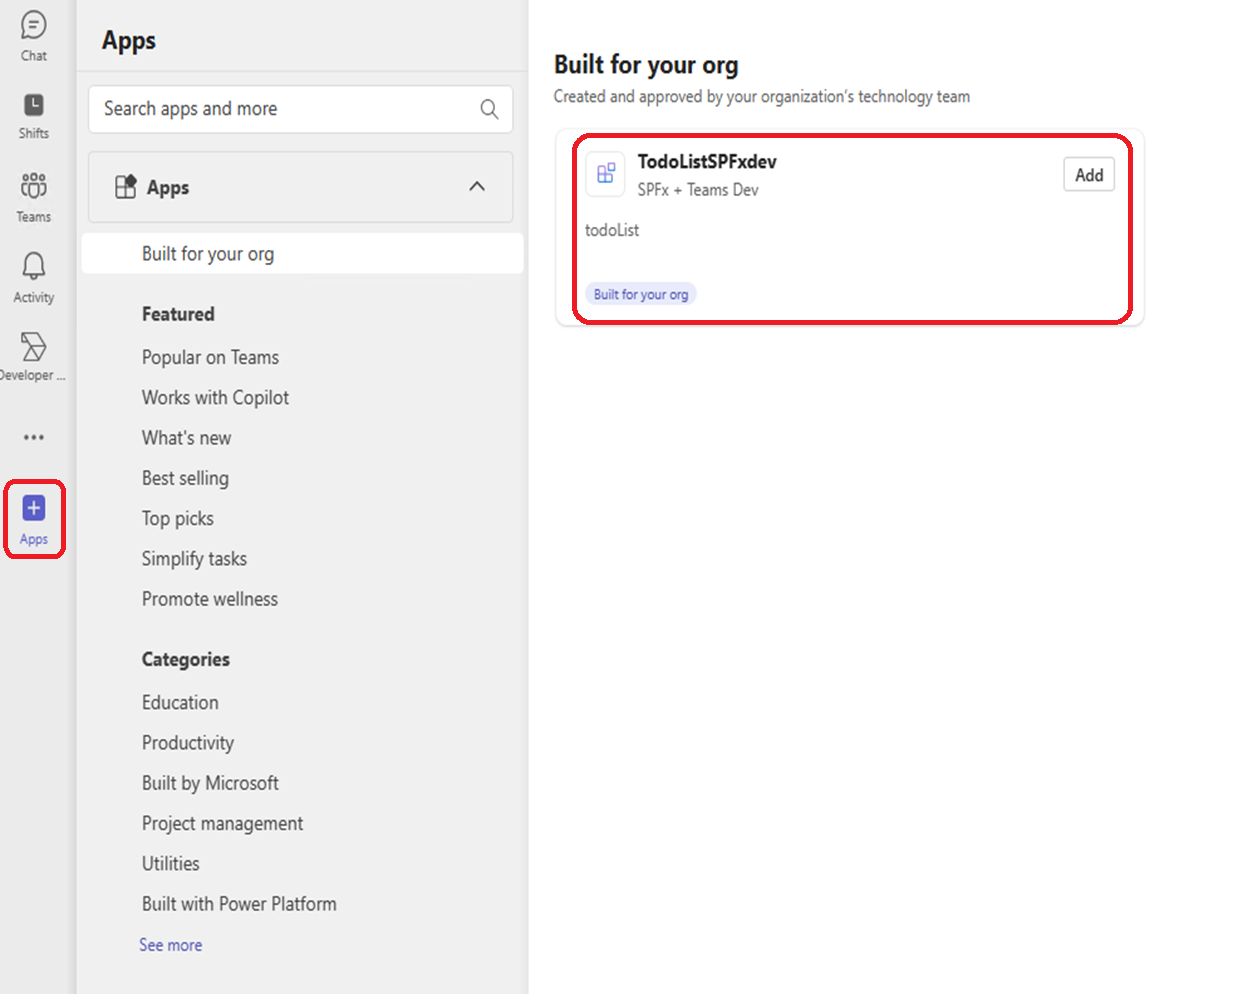 Chat
Shifts
Teams
Activity
Developer ...
Apps
Apps
Search apps and more
Apps
Built for your org
Featured
Popular on Teams
Works with Copilot
What's new
Best selling
Top picks
Simplify tasks
Promote wellness
Categories
Education
Productivity
Built by Microsoft
Project management
Utilities
Built with Power Platform
See more
Built for your org
Created and approved by your organization's technology team
TodoListSPFxdev
SPFx + Teams Dev
Add
todoList
Built for your org